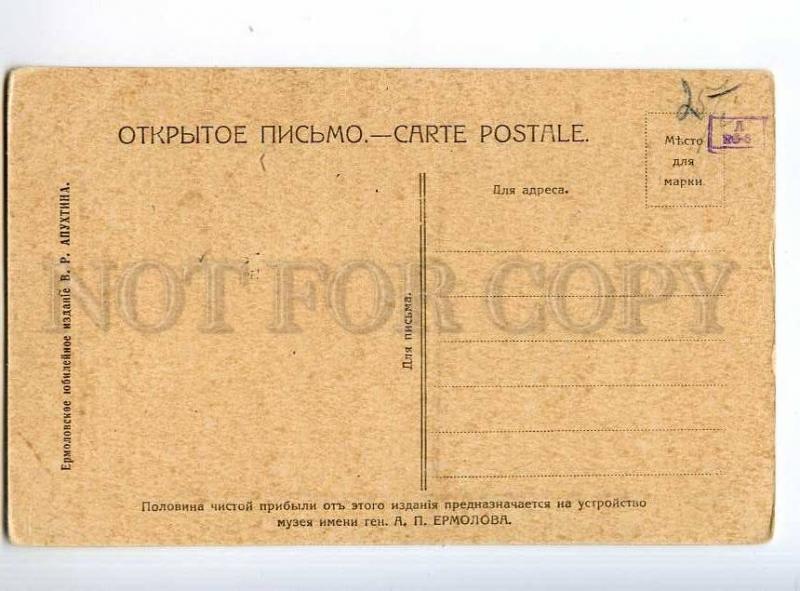 ОТКРЫТОЕ ПИСЬМО.—CARTE POSTALE.
25
Мѣсто
для
марки.
Л
Для адреса.
Ермоловское юбилейное изданіе В. Р. АПУХТИНА.
Для письма.
NOT FOR COPY
Половина чистой прибыли отъ этого изданія предназначается на устройство
музея имени ген. А. П. ЕРМОЛОВА.